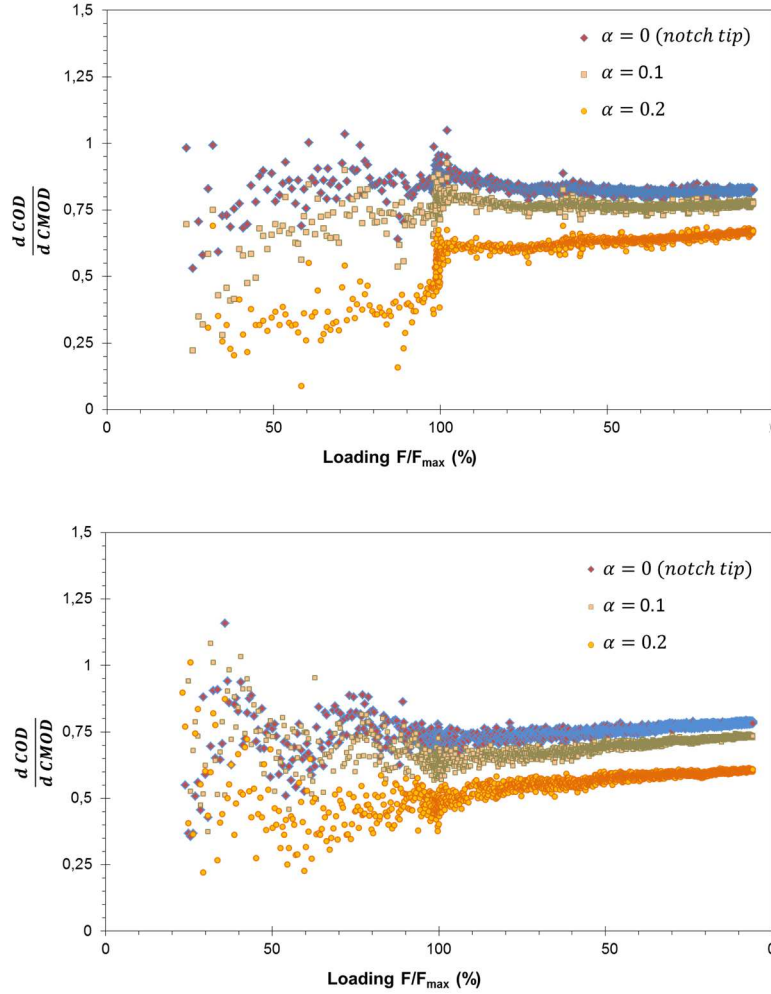 1,5
1,25
1
0,75
0,5
0,25
0
d COD
d CMOD
α = 0 (notch tip)
α = 0.1
α = 0.2
0 50 100 50 0
Loading F/Fmax (%)
1,5
1,25
1
0,75
0,5
0,25
0
d COD
d CMOD
α = 0 (notch tip)
α = 0.1
α = 0.2
0 50 100 50 0
Loading F/Fmax (%)